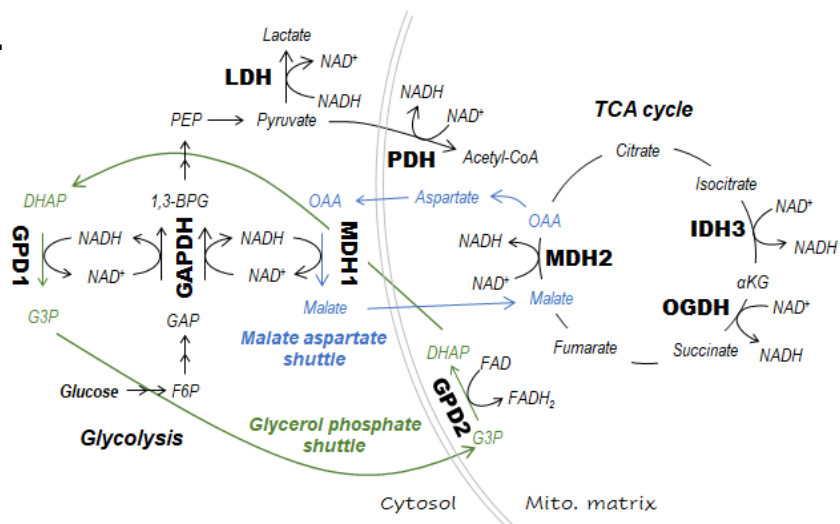 Lactate
LDH
NAD⁺
NADH
PEP
Pyruvate
NADH
NAD⁺
PDH
Acetyl-CoA
TCA cycle
Citrate
Isocitrate
NAD⁺
IDH3
NADH
αKG
OGDH
NAD⁺
NADH
Succinate
Fumarate
Malate
MDH2
NADH
NAD⁺
OAA
Aspartate
OAA
MDH1
Malate
NADH
NAD⁺
Malate aspartate
shuttle
1,3-BPG
GAPDH
GAP
DHAP
GPD1
NADH
NAD⁺
G3P
Glucose
F6P
Glycolysis
Glycerol phosphate
shuttle
DHAP
FAD
GPD2
FADH₂
G3P
Cytosol
Mito. matrix